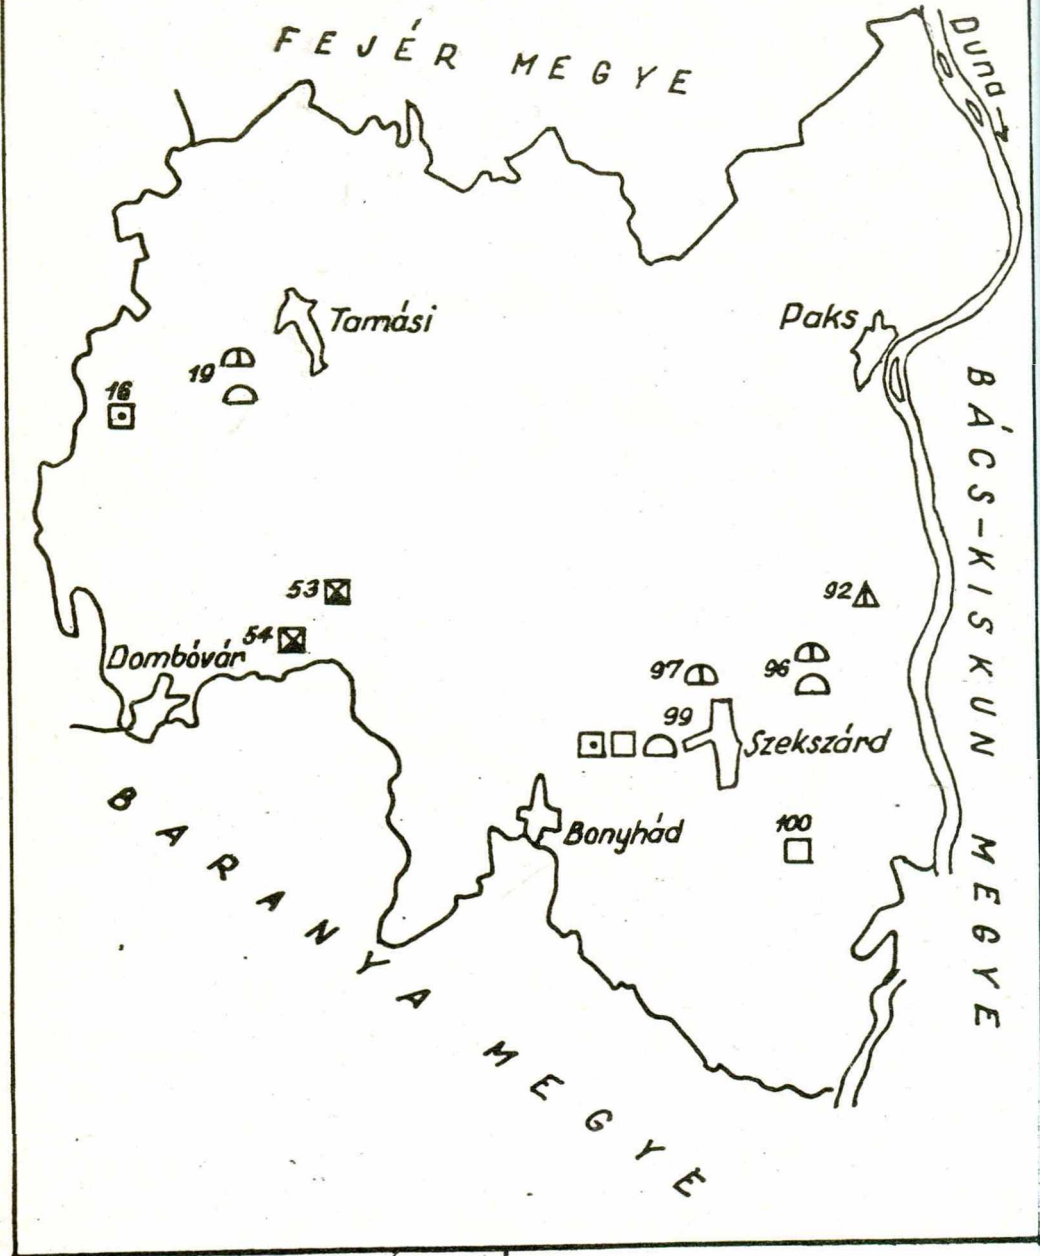 FEJÉR MEGYE
Duna
Tamási
Paks
19
16
BÁCS-KISKUN MEGYE
53
92
54
Dombóvár
97
96
99
Szekszárd
Bonyhád
100
BARANYA MEGYE